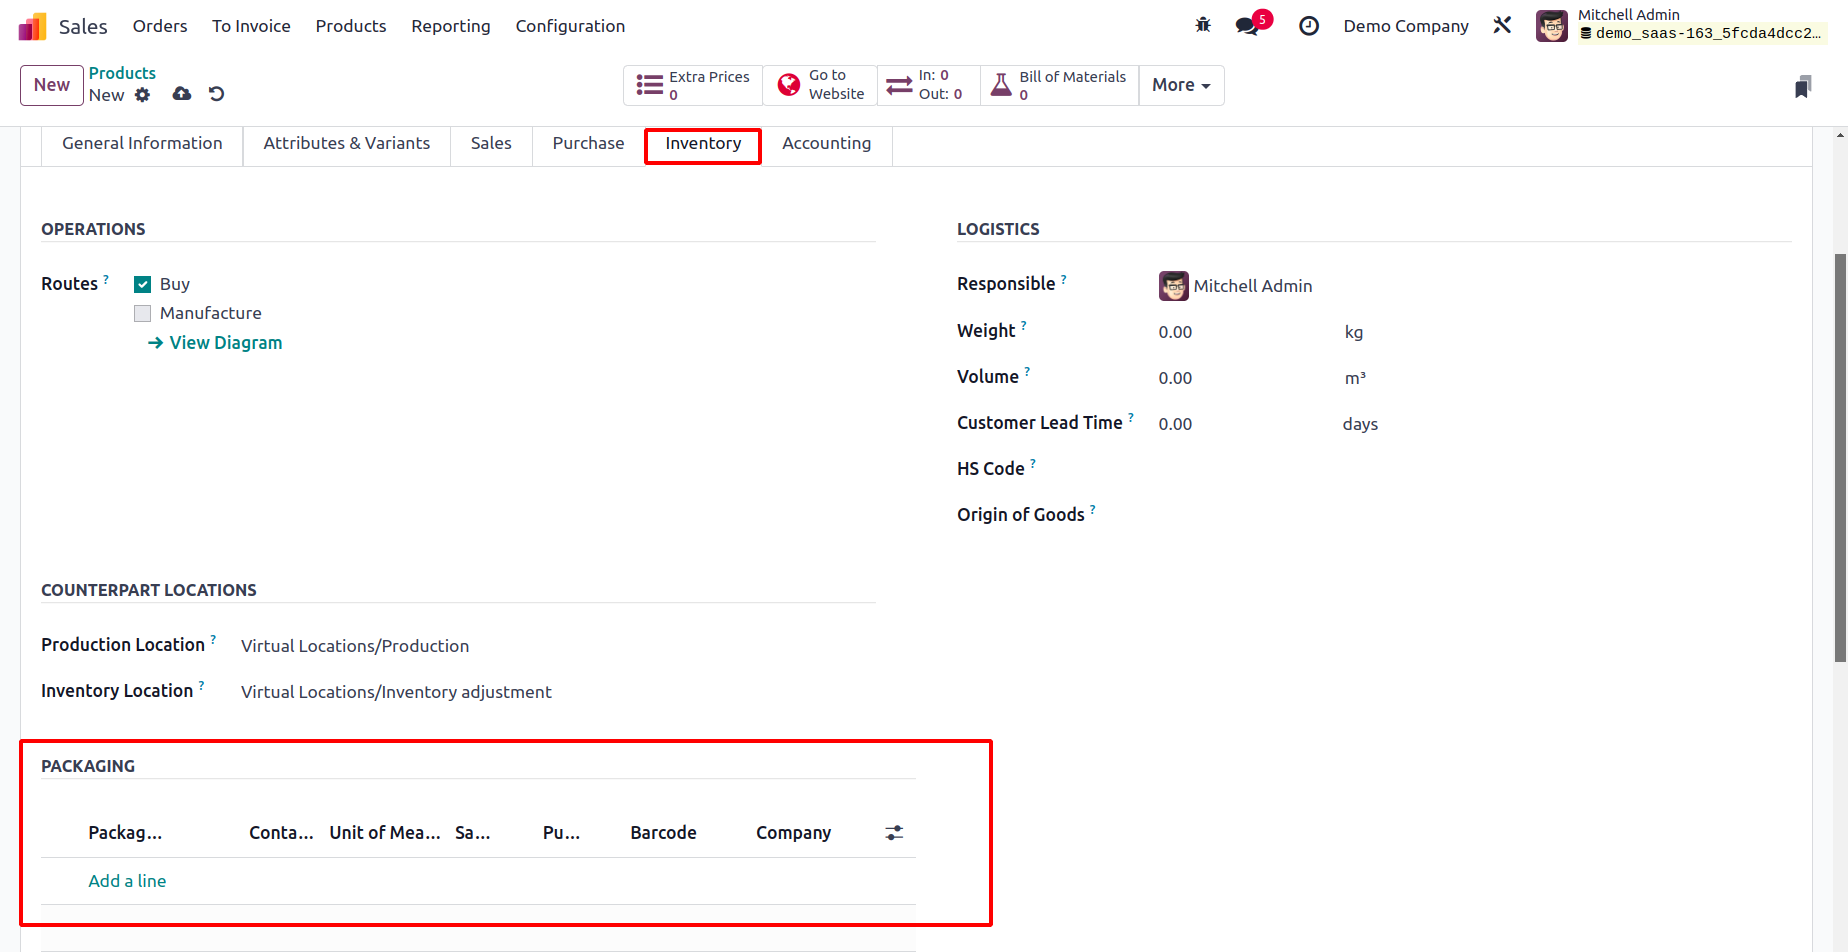 Sales Orders To Invoice Products Reporting Configuration 5 Demo Company Mitchell Admin
demo_saas-163_5fcda4dcc2...
New Products
New
Extra Prices
0
Go to
Website
In: 0
Out: 0
Bill of Materials
0
More
General Information Attributes & Variants Sales Purchase Inventory Accounting
OPERATIONS
Routes ? Buy
Manufacture
→ View Diagram
LOGISTICS
Responsible ? Mitchell Admin
Weight ? 0.00 kg
Volume ? 0.00 m³
Customer Lead Time ? 0.00 days
HS Code ?
Origin of Goods ?
COUNTERPART LOCATIONS
Production Location ? Virtual Locations/Production
Inventory Location ? Virtual Locations/Inventory adjustment
PACKAGING
Packag... Conta... Unit of Mea... Sa... Pu... Barcode Company
Add a line